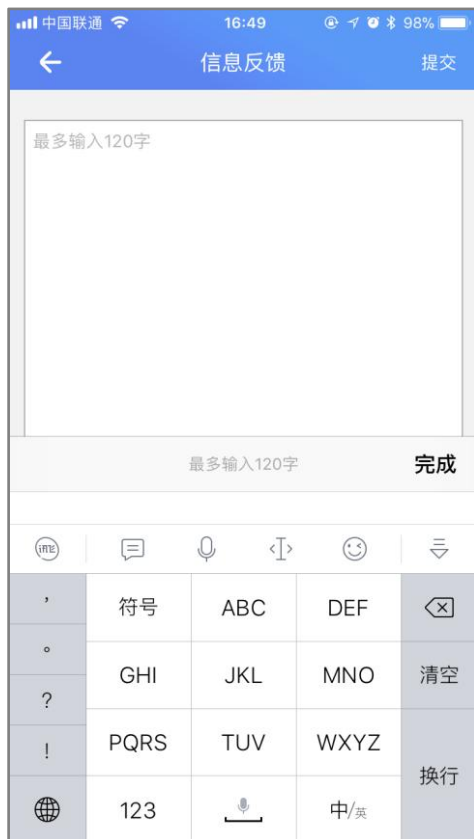 中国联通 16:49 98%
信息反馈 提交
最多输入120字
最多输入120字 完成
iFLY
， 符号 ABC DEF
。 GHI JKL MNO 清空
？
！ PQRS TUV WXYZ 换行
123 中/英